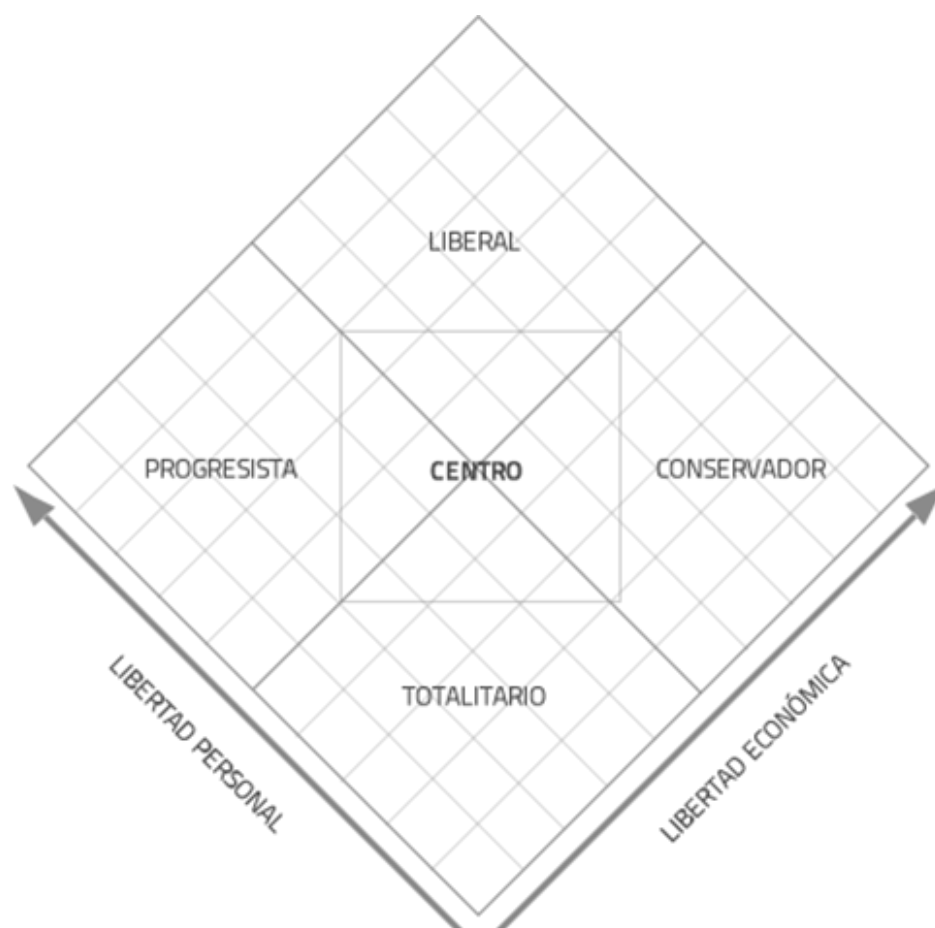 LIBERAL
PROGRESISTA
CENTRO
CONSERVADOR
TOTALITARIO
LIBERTAD PERSONAL
LIBERTAD ECONÓMICA